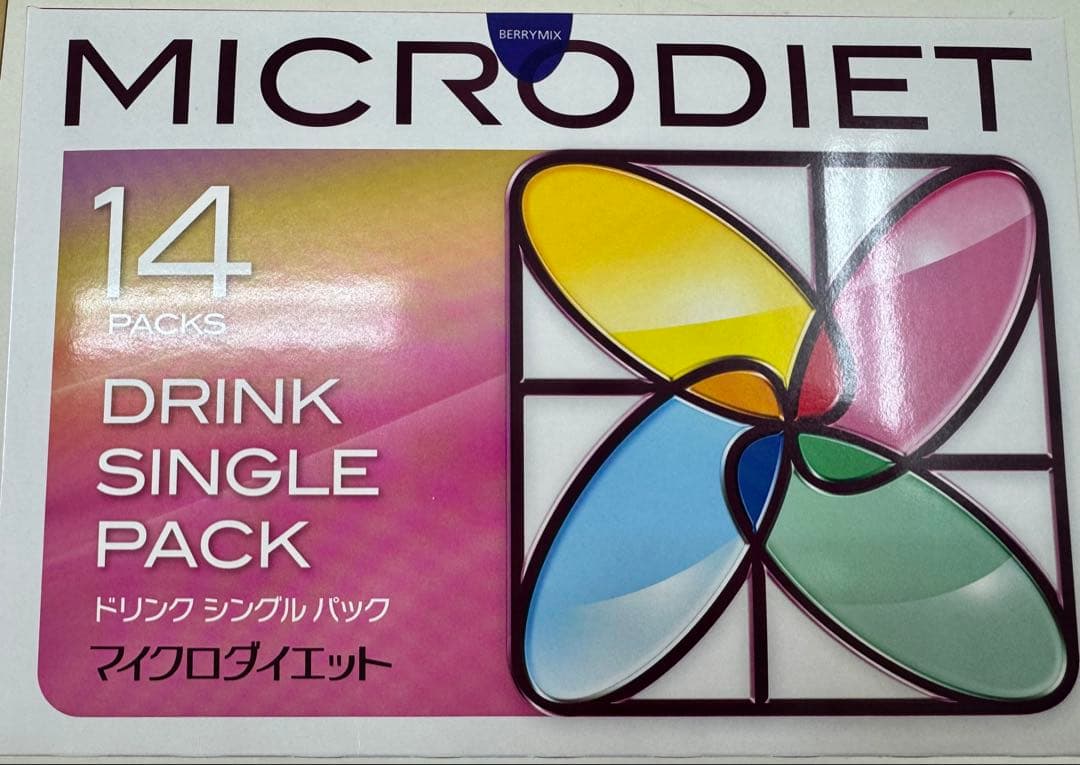 BERRYMIX
MICRODIET
14
PACKS
DRINK
SINGLE
PACK
ドリンク シングル パック
マイクロダイエット